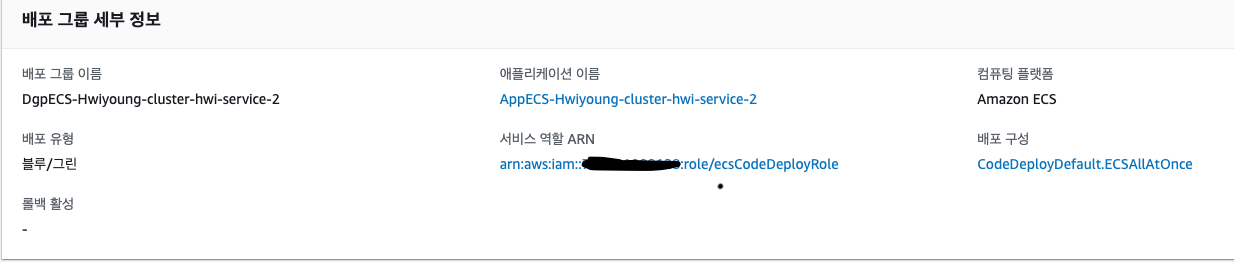 배포 그룹 세부 정보
배포 그룹 이름
DgpECS-Hwiyoung-cluster-hwi-service-2
애플리케이션 이름
AppECS-Hwiyoung-cluster-hwi-service-2
컴퓨팅 플랫폼
Amazon ECS
배포 유형
블루/그린
서비스 역할 ARN
arn:aws:iam:: :role/ecsCodeDeployRole
배포 구성
CodeDeployDefault.ECSAllAtOnce
롤백 활성
-